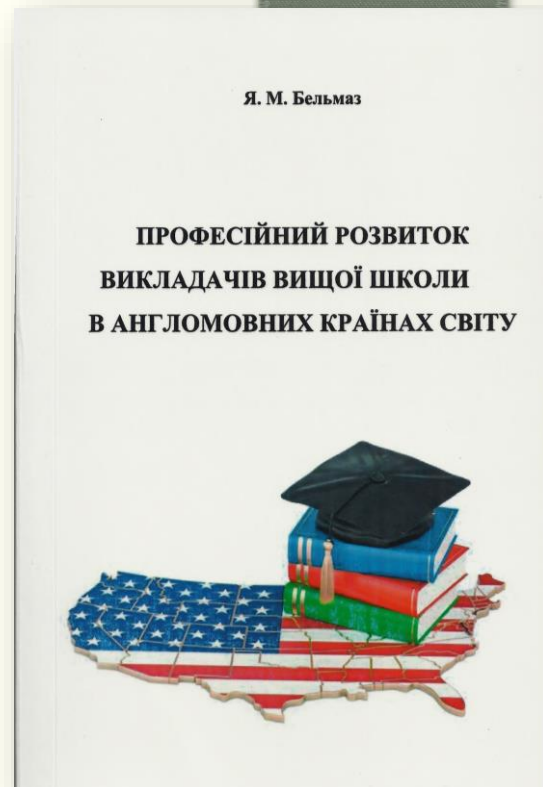 Я. М. Бельмаз
ПРОФЕСІЙНИЙ РОЗВИТОК
ВИКЛАДАЧІВ ВИЩОЇ ШКОЛИ
В АНГЛОМОВНИХ КРАЇНАХ СВІТУ